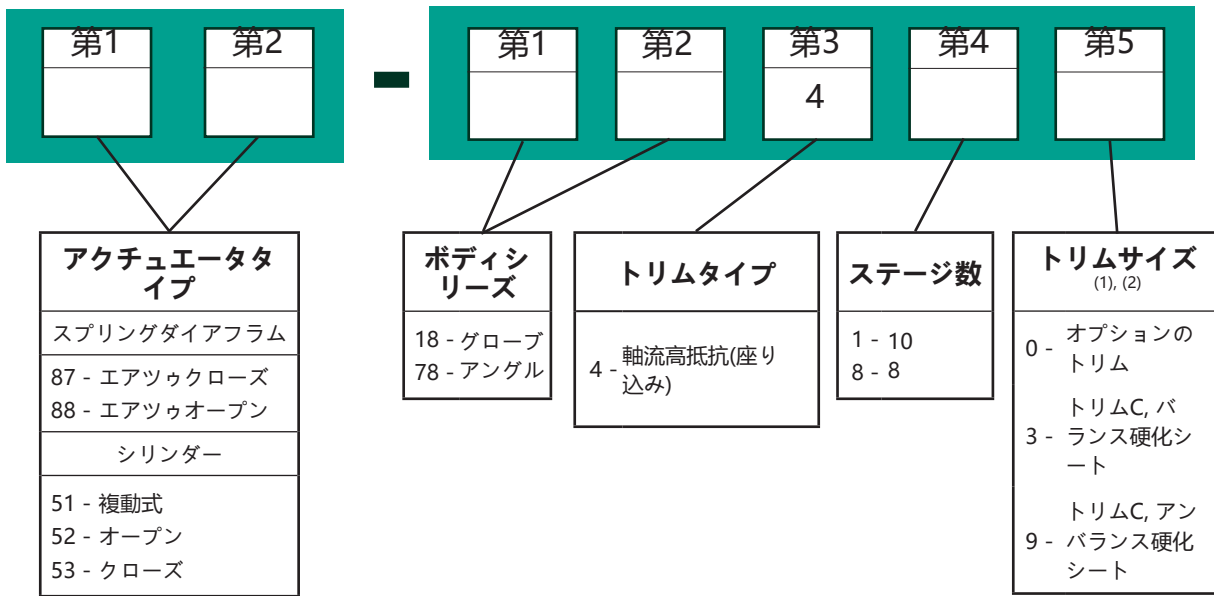 第1
第2
-
第1
第2
第3
第4
第5
4
アクチュエータタ
イプ
スプリングダイアフラム
87 - エアツゥクローズ
88 - エアツゥオープン
シリンダー
51 - 複動式
52 - オープン
53 - クローズ
ボディシ
リーズ
18 - グローブ
78 - アングル
トリムタイプ
4 - 軸流高抵抗(座り
込み)
ステージ数
1 - 10
8 - 8
トリムサイズ
(1), (2)
0 - オプションの
トリム
3 - トリムC, バ
ランス硬化シ
ート
9 - トリムC, アン
バランス硬化
シート